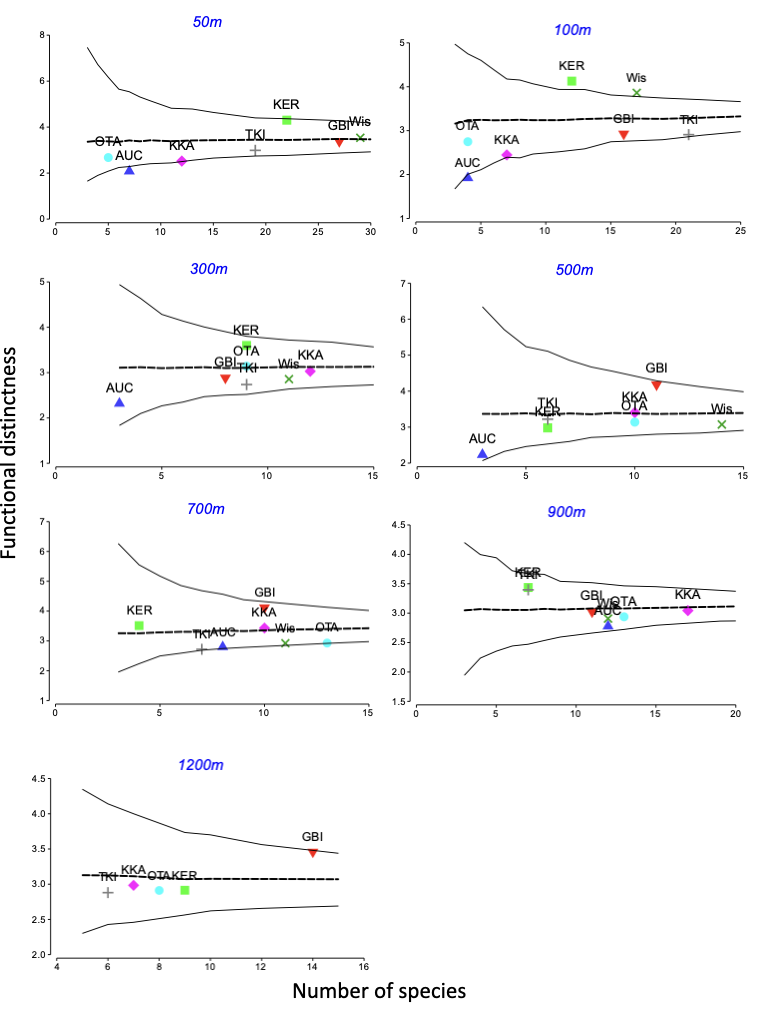 50m
8
6
4
2
0
KER
Wis
GBI
TKI
OTA
AUC
KKA
0 5 10 15 20 25 30
100m
5
4
3
2
1
KER
Wis
GBI
TKI
OTA
KKA
AUC
0 5 10 15 20 25
300m
5
4
3
2
1
KER
OTA
GBI
TKI
Wis
KKA
AUC
0 5 10 15
500m
7
6
5
4
3
2
GBI
TKI
KER
KKA
OTA
Wis
AUC
0 5 10 15
Functional distinctness
700m
7
6
5
4
3
2
1
GBI
KER
KKA
TKI
AUC
Wis
OTA
0 5 10 15
900m
4.5
4.0
3.5
3.0
2.5
2.0
1.5
KER
TKI
GBI
Wis
OTA
AUC
KKA
0 5 10 15 20
1200m
4.5
4.0
3.5
3.0
2.5
2.0
GBI
TKI
KKA
OTA
KER
4 6 8 10 12 14 16
Number of species